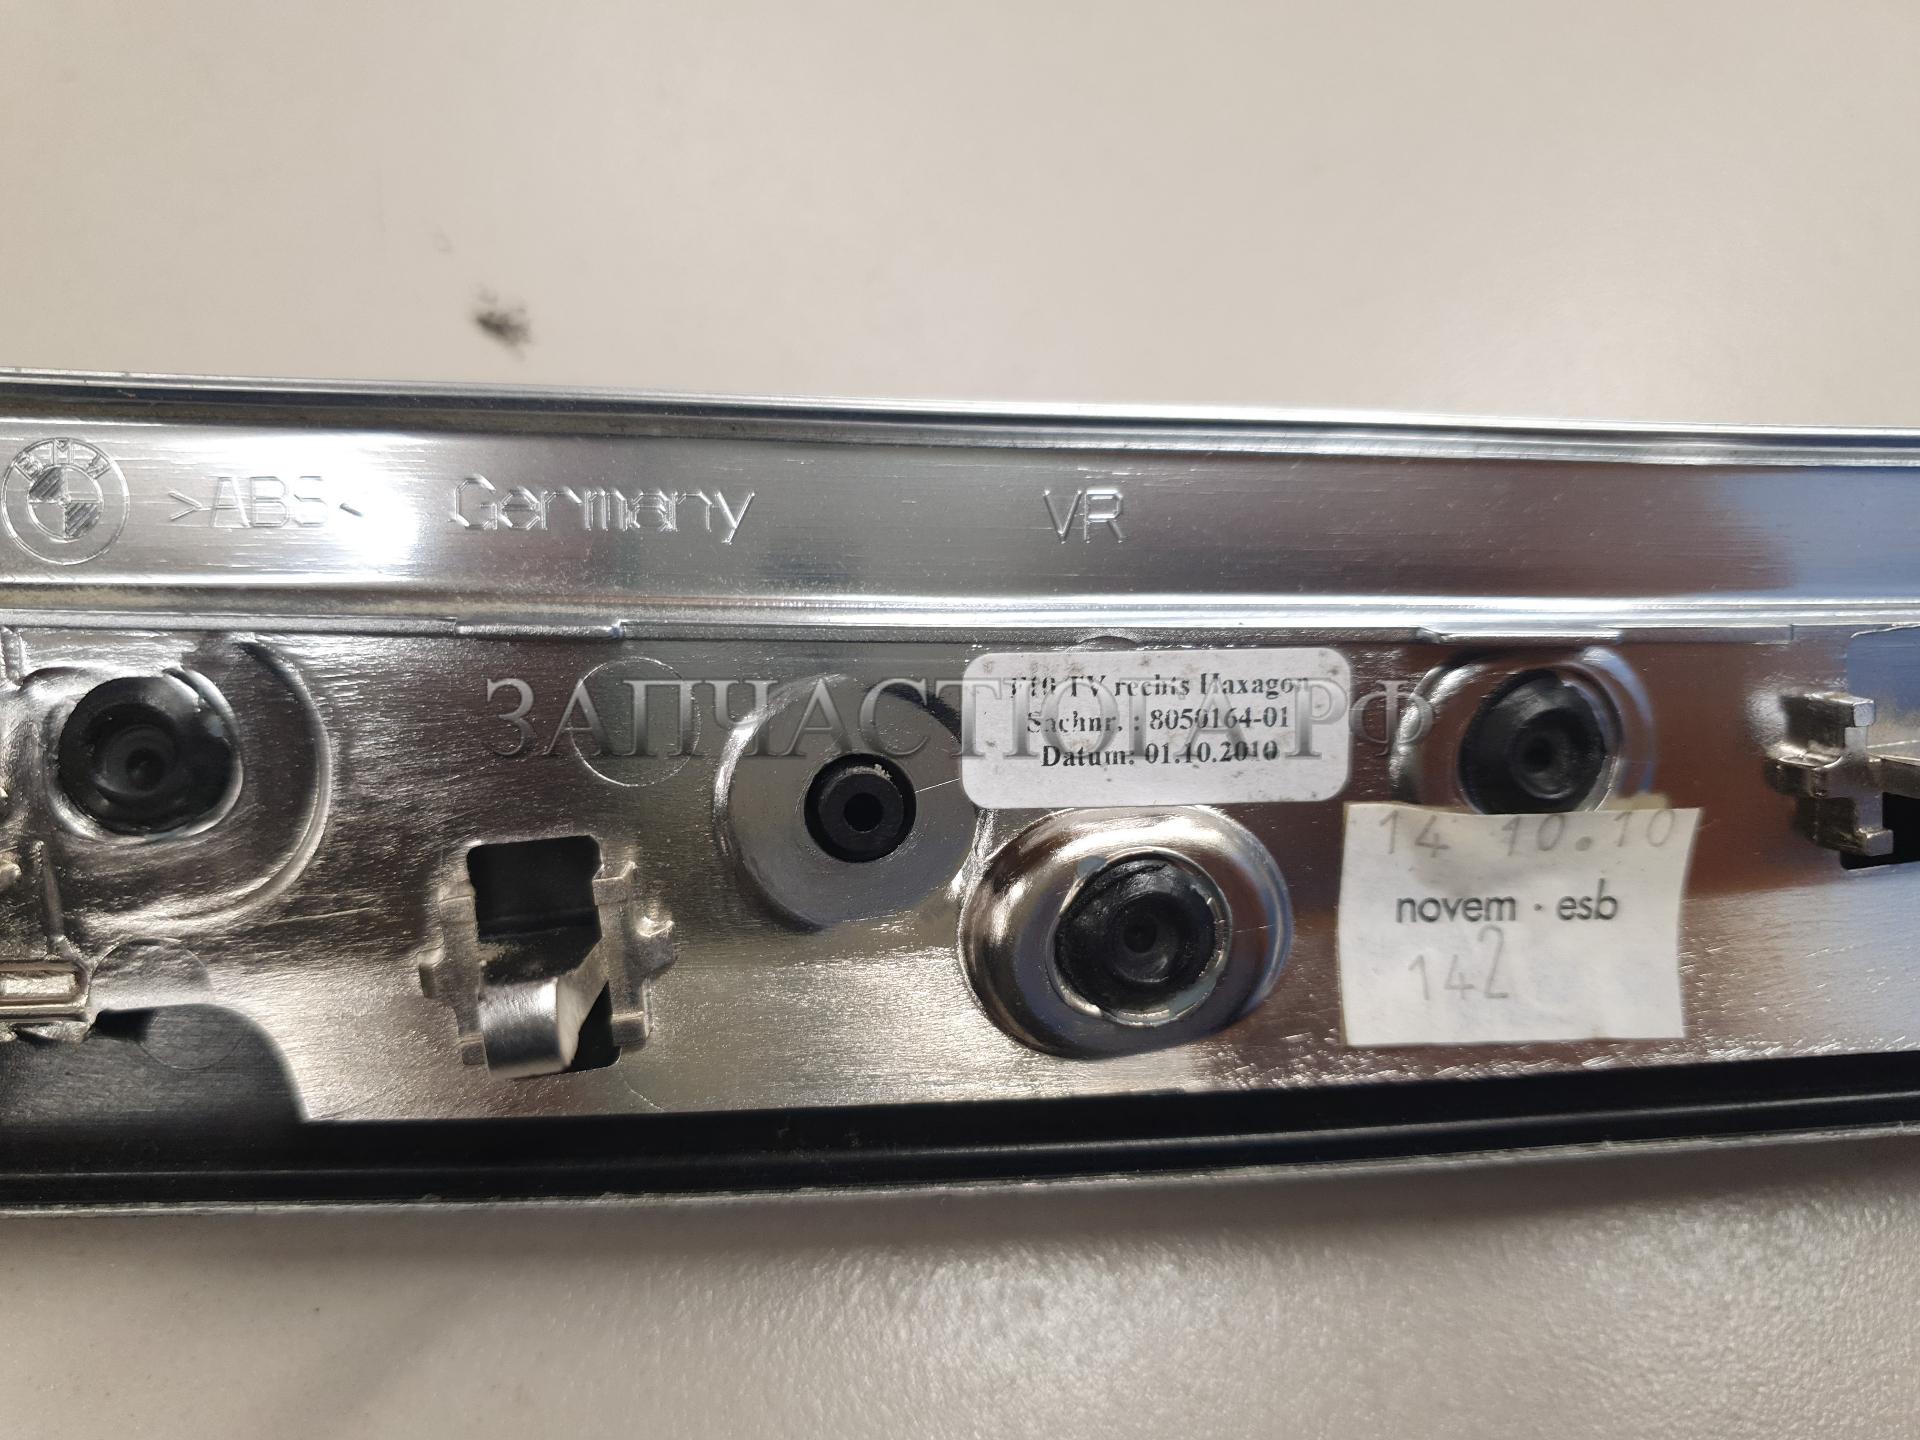 BMW >ABS< Germany VR
F10 TV rechts Haxagon
Sachnr. : 8050164-01
Datum: 01.10.2010
ЗАПЧАСТЮГА.РФ
14 10.10
novem · esb
142